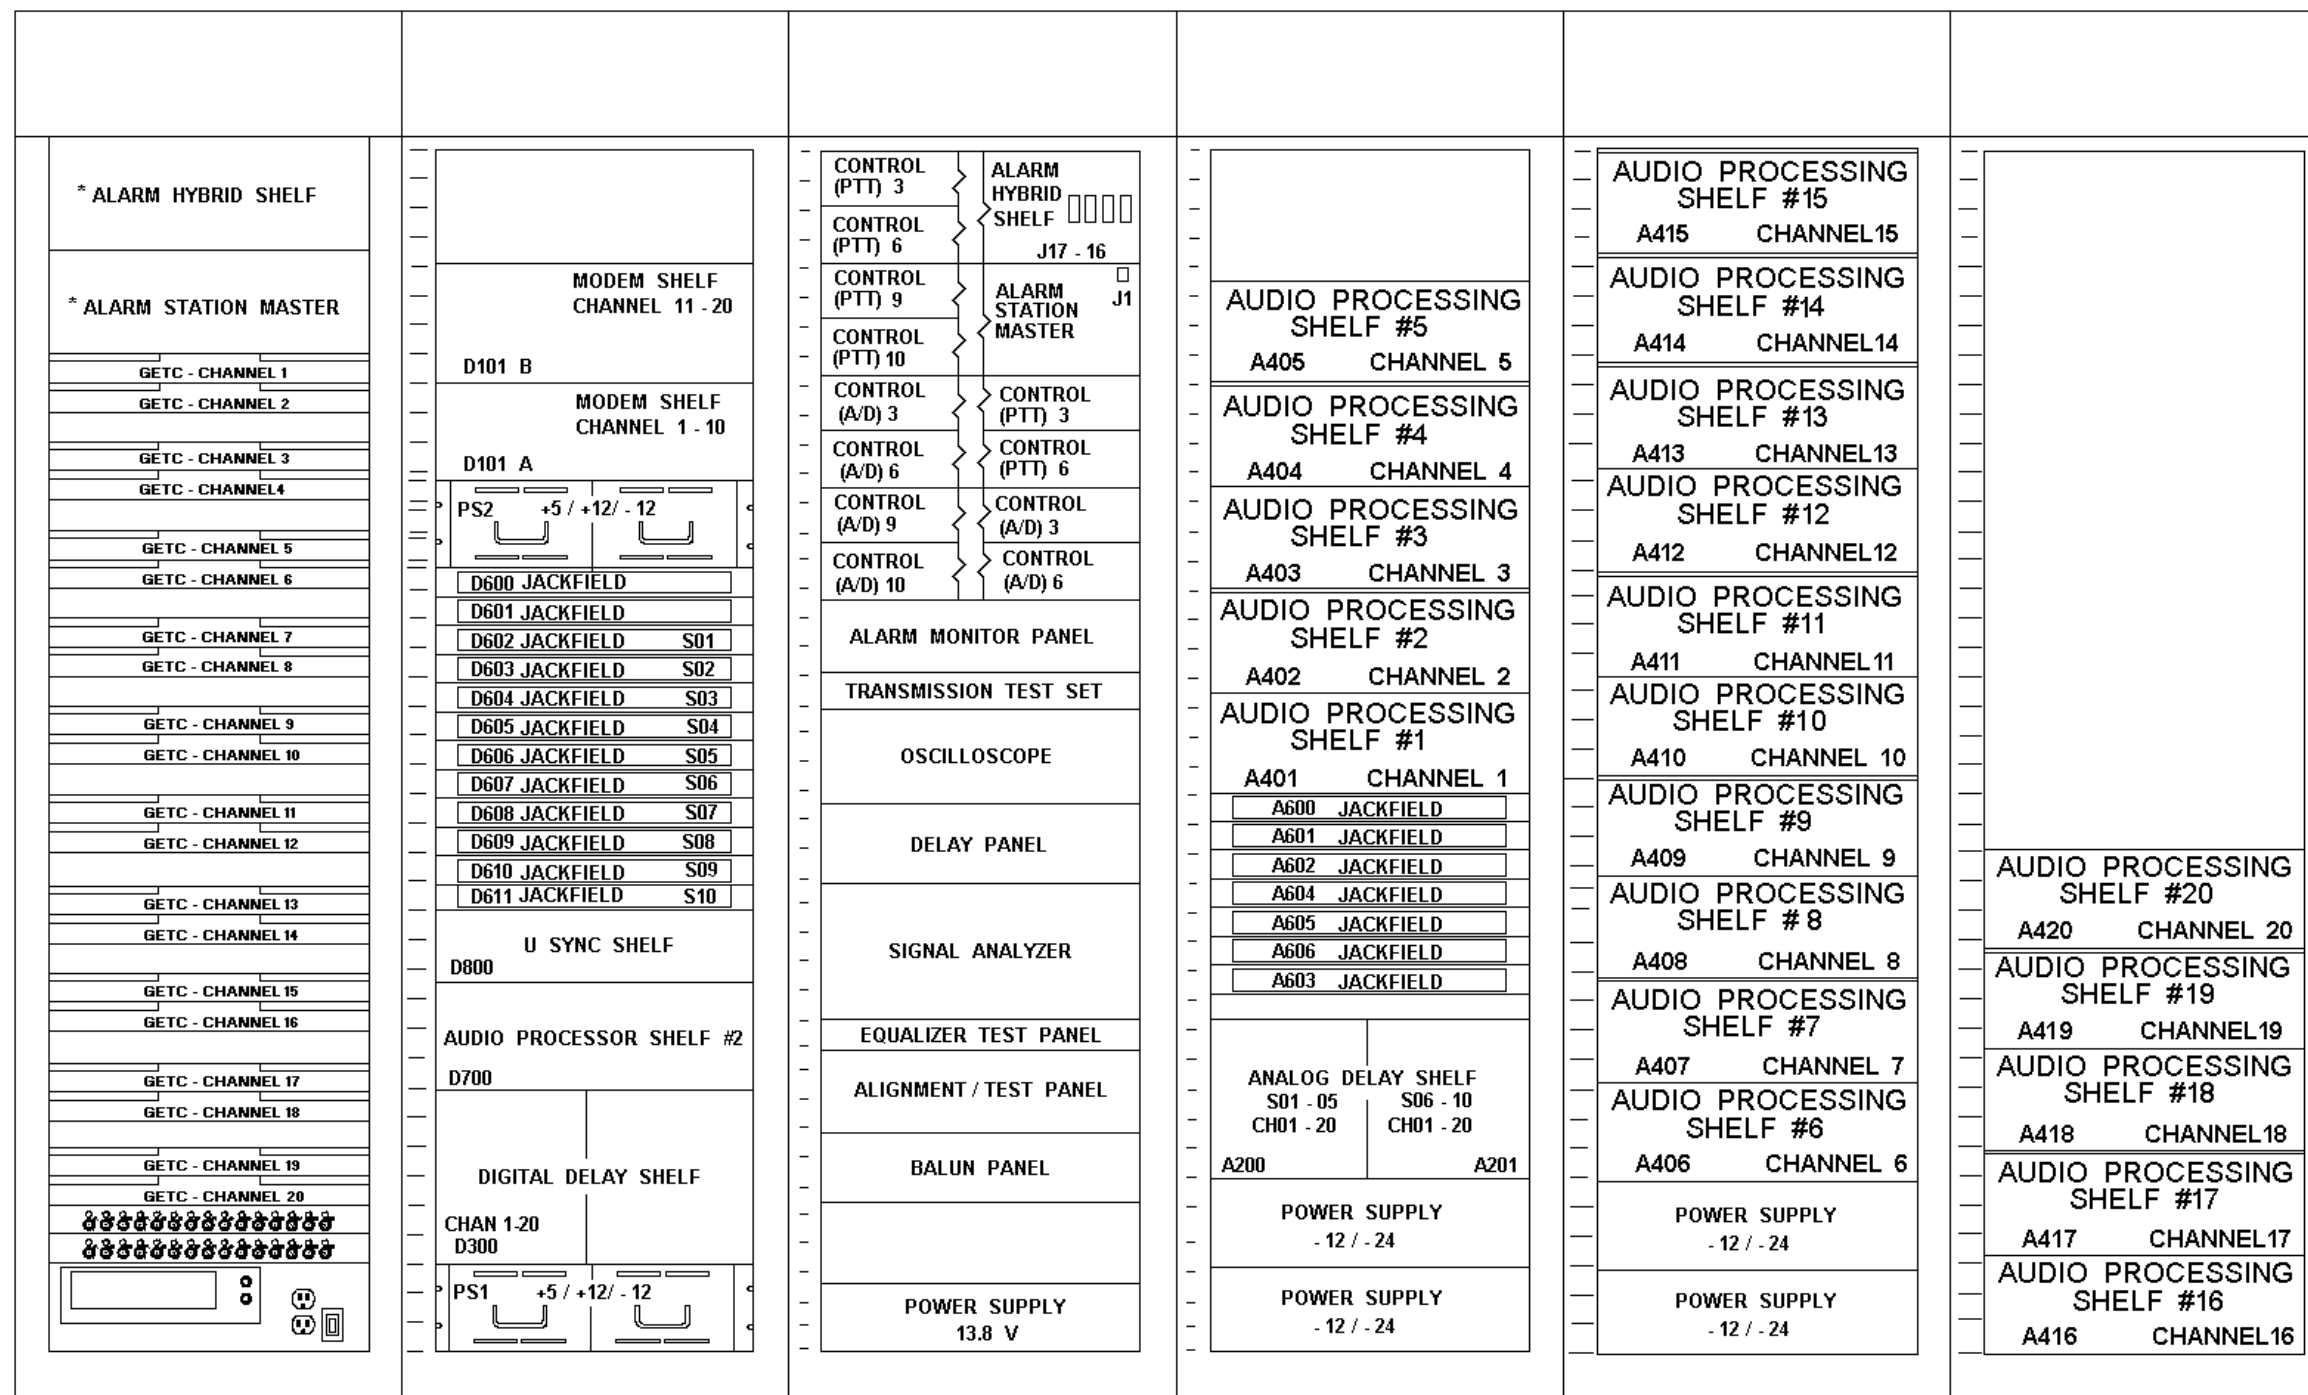 * ALARM HYBRID SHELF
* ALARM STATION MASTER
GETC - CHANNEL 1
GETC - CHANNEL 2
GETC - CHANNEL 3
GETC - CHANNEL4
GETC - CHANNEL 5
GETC - CHANNEL 6
GETC - CHANNEL 7
GETC - CHANNEL 8
GETC - CHANNEL 9
GETC - CHANNEL 10
GETC - CHANNEL 11
GETC - CHANNEL 12
GETC - CHANNEL 13
GETC - CHANNEL 14
GETC - CHANNEL 15
GETC - CHANNEL 16
GETC - CHANNEL 17
GETC - CHANNEL 18
GETC - CHANNEL 19
GETC - CHANNEL 20
MODEM SHELF
CHANNEL 11 - 20
D101 B
MODEM SHELF
CHANNEL 1 - 10
D101 A
PS2 +5 / +12/ - 12
D600 JACKFIELD
D601 JACKFIELD
D602 JACKFIELD S01
D603 JACKFIELD S02
D604 JACKFIELD S03
D605 JACKFIELD S04
D606 JACKFIELD S05
D607 JACKFIELD S06
D608 JACKFIELD S07
D609 JACKFIELD S08
D610 JACKFIELD S09
D611 JACKFIELD S10
U SYNC SHELF
D800
AUDIO PROCESSOR SHELF #2
D700
DIGITAL DELAY SHELF
CHAN 1-20
D300
PS1 +5 / +12/ - 12
CONTROL
(PTT) 3
CONTROL
(PTT) 6
CONTROL
(PTT) 9
CONTROL
(PTT) 10
CONTROL
(A/D) 3
CONTROL
(A/D) 6
CONTROL
(A/D) 9
CONTROL
(A/D) 10
ALARM
HYBRID
SHELF
J17 - 16
ALARM
STATION
MASTER
J1
CONTROL
(PTT) 3
CONTROL
(PTT) 6
CONTROL
(A/D) 3
CONTROL
(A/D) 6
ALARM MONITOR PANEL
TRANSMISSION TEST SET
OSCILLOSCOPE
DELAY PANEL
SIGNAL ANALYZER
EQUALIZER TEST PANEL
ALIGNMENT / TEST PANEL
BALUN PANEL
POWER SUPPLY
13.8 V
AUDIO PROCESSING
SHELF #5
A405 CHANNEL 5
AUDIO PROCESSING
SHELF #4
A404 CHANNEL 4
AUDIO PROCESSING
SHELF #3
A403 CHANNEL 3
AUDIO PROCESSING
SHELF #2
A402 CHANNEL 2
AUDIO PROCESSING
SHELF #1
A401 CHANNEL 1
A600 JACKFIELD
A601 JACKFIELD
A602 JACKFIELD
A604 JACKFIELD
A605 JACKFIELD
A606 JACKFIELD
A603 JACKFIELD
ANALOG DELAY SHELF
S01 - 05 S06 - 10
CH01 - 20 CH01 - 20
A200 A201
POWER SUPPLY
- 12 / - 24
POWER SUPPLY
- 12 / - 24
AUDIO PROCESSING
SHELF #15
A415 CHANNEL15
AUDIO PROCESSING
SHELF #14
A414 CHANNEL14
AUDIO PROCESSING
SHELF #13
A413 CHANNEL13
AUDIO PROCESSING
SHELF #12
A412 CHANNEL12
AUDIO PROCESSING
SHELF #11
A411 CHANNEL11
AUDIO PROCESSING
SHELF #10
A410 CHANNEL 10
AUDIO PROCESSING
SHELF #9
A409 CHANNEL 9
AUDIO PROCESSING
SHELF # 8
A408 CHANNEL 8
AUDIO PROCESSING
SHELF #7
A407 CHANNEL 7
AUDIO PROCESSING
SHELF #6
A406 CHANNEL 6
POWER SUPPLY
- 12 / - 24
POWER SUPPLY
- 12 / - 24
AUDIO PROCESSING
SHELF #20
A420 CHANNEL 20
AUDIO PROCESSING
SHELF #19
A419 CHANNEL19
AUDIO PROCESSING
SHELF #18
A418 CHANNEL18
AUDIO PROCESSING
SHELF #17
A417 CHANNEL17
AUDIO PROCESSING
SHELF #16
A416 CHANNEL16